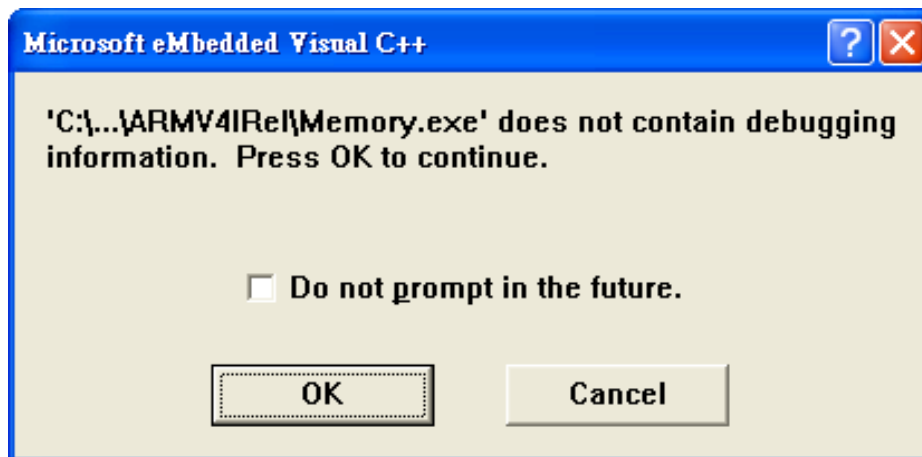 Microsoft eMbedded Visual C++
'C:\...\ARMV4IRel\Memory.exe' does not contain debugging
information.  Press OK to continue.
Do not prompt in the future.
OK
Cancel